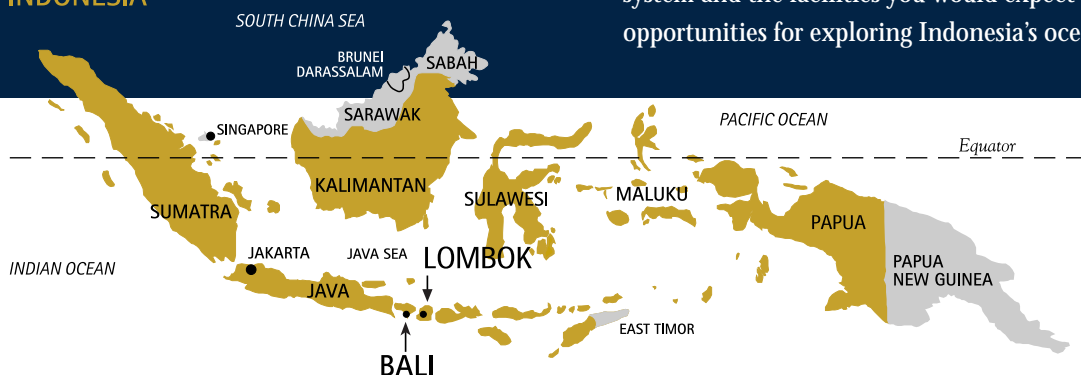 INDONESIA
system and the facilities you would expect
opportunities for exploring Indonesia's oce
SOUTH CHINA SEA
BRUNEI
DARASSALAM
SABAH
SARAWAK
SINGAPORE
PACIFIC OCEAN
Equator
KALIMANTAN
SULAWESI
MALUKU
SUMATRA
PAPUA
JAKARTA
JAVA SEA
LOMBOK
INDIAN OCEAN
PAPUA
NEW GUINEA
JAVA
EAST TIMOR
BALI